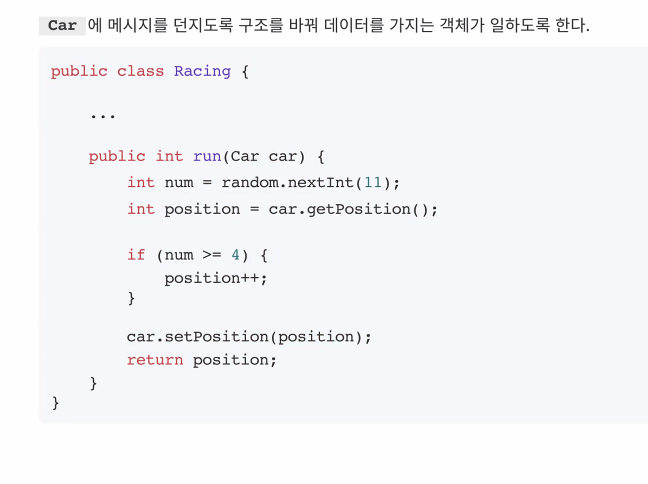 Car 에 메시지를 던지도록 구조를 바꿔 데이터를 가지는 객체가 일하도록 한다.
public class Racing {
    ...
    public int run(Car car) {
        int num = random.nextInt(11);
        int position = car.getPosition();
        if (num >= 4) {
            position++;
        }
        car.setPosition(position);
        return position;
    }
}